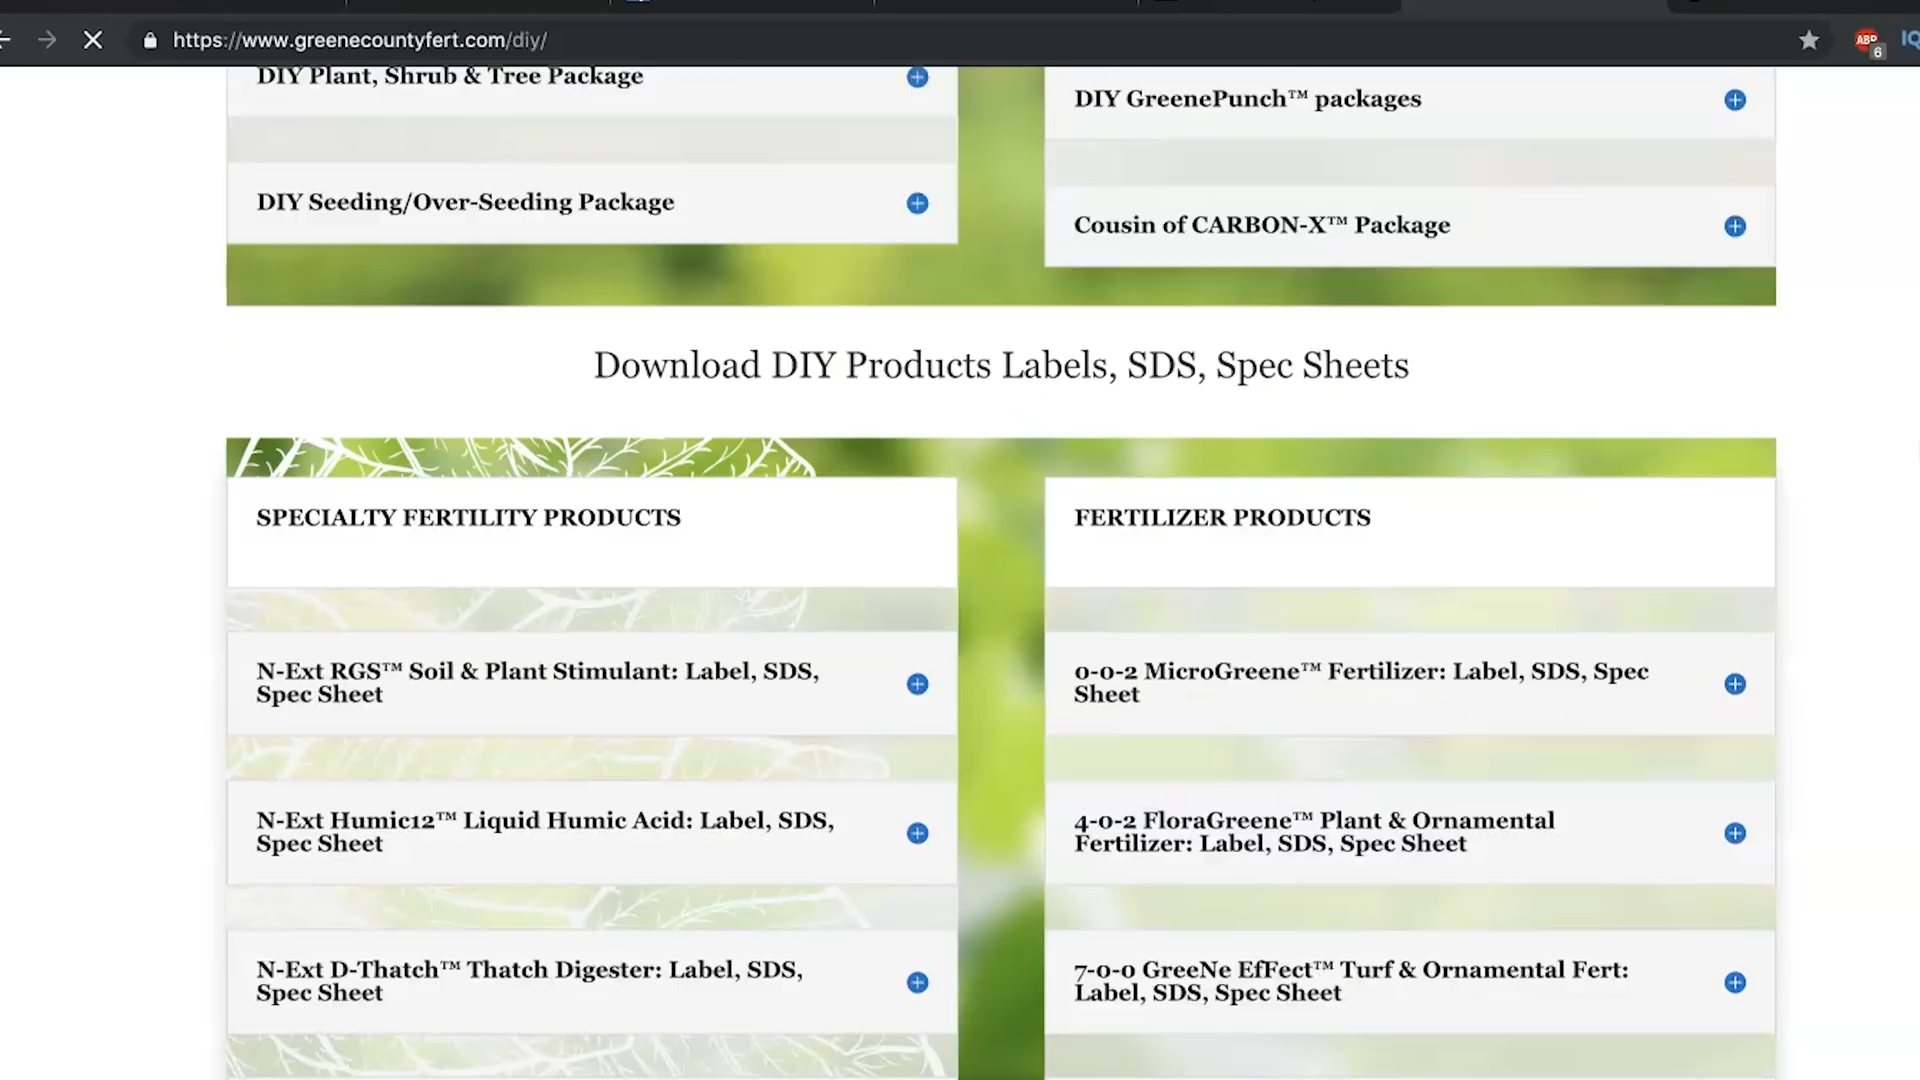 https://www.greenecountyfert.com/diy/
ABP
6
IQ
DIY Plant, Shrub & Tree Package
DIY Seeding/Over-Seeding Package
DIY GreenePunch™ packages
Cousin of CARBON-X™ Package
Download DIY Products Labels, SDS, Spec Sheets
SPECIALTY FERTILITY PRODUCTS
N-Ext RGS™ Soil & Plant Stimulant: Label, SDS,
Spec Sheet
N-Ext Humic12™ Liquid Humic Acid: Label, SDS,
Spec Sheet
N-Ext D-Thatch™ Thatch Digester: Label, SDS,
Spec Sheet
FERTILIZER PRODUCTS
0-0-2 MicroGreene™ Fertilizer: Label, SDS, Spec
Sheet
4-0-2 FloraGreene™ Plant & Ornamental
Fertilizer: Label, SDS, Spec Sheet
7-0-0 GreeNe EfFect™ Turf & Ornamental Fert:
Label, SDS, Spec Sheet